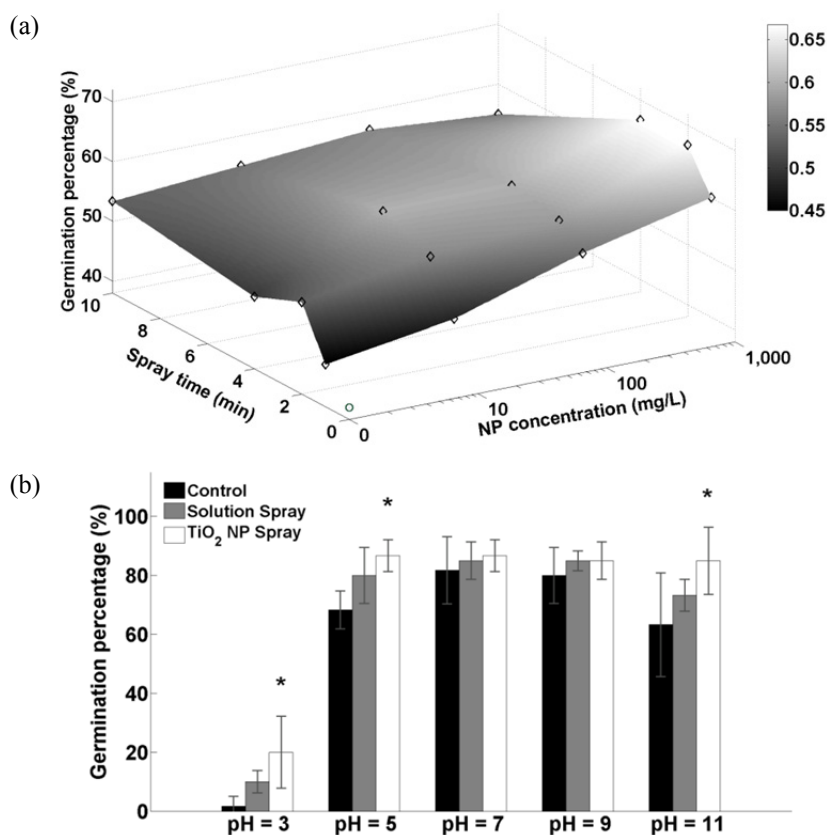 (a)
Germination percentage (%)
70
60
50
40
10
8
6
4
2
0
Spray time (min)
0
10
100
1,000
NP concentration (mg/L)
0.65
0.6
0.55
0.5
0.45
(b)
Germination percentage (%)
100
80
60
40
20
0
Control
Solution Spray
TiO₂ NP Spray
*
*
*
pH = 3
pH = 5
pH = 7
pH = 9
pH = 11